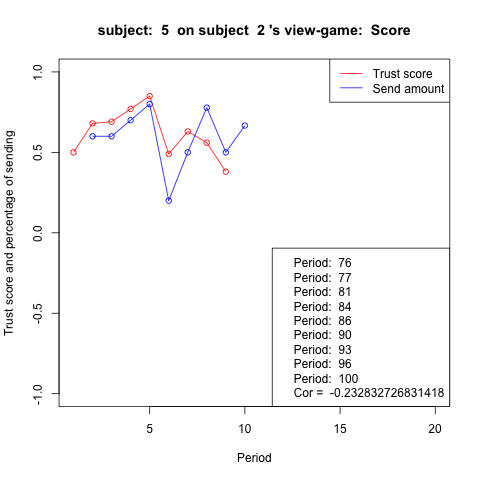 subject:  5  on subject  2 's view-game:  Score
Trust score
Send amount
1.0
0.5
0.0
-0.5
-1.0
Trust score and percentage of sending
Period:  76
Period:  77
Period:  81
Period:  84
Period:  86
Period:  90
Period:  93
Period:  96
Period:  100
Cor =  -0.232832726831418
5
10
15
20
Period